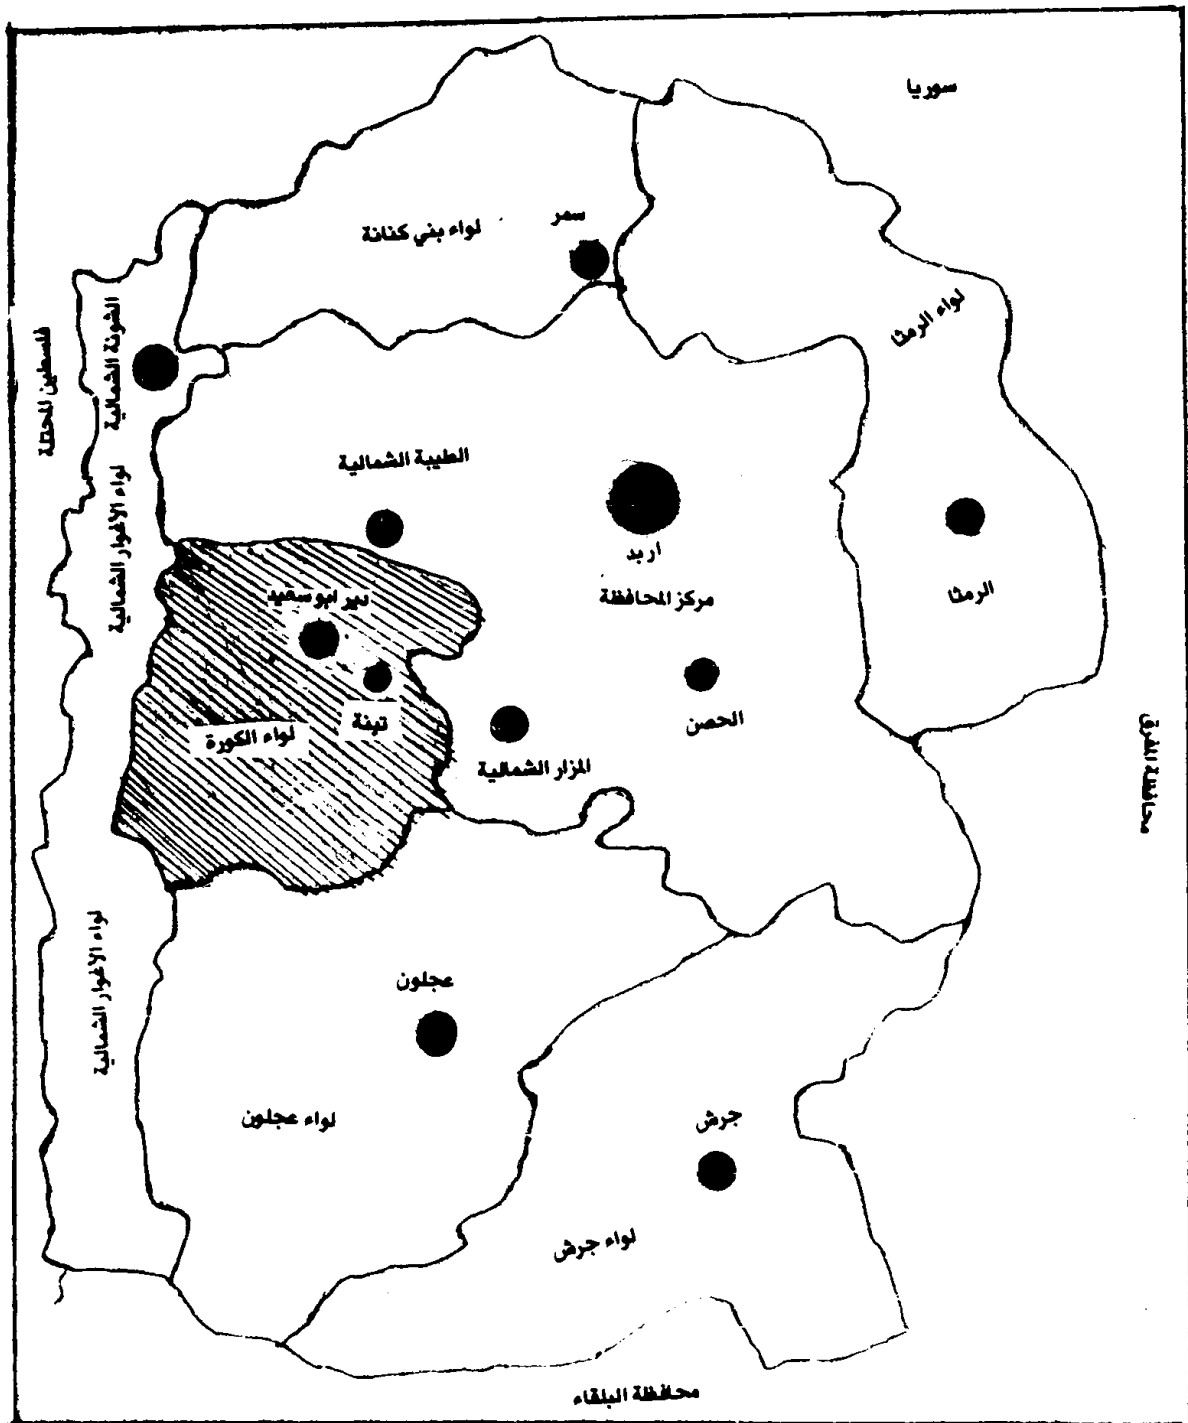 سوريا
سمر
لواء بني كنانة
لواء الرمثا
الشونة الشمالية
فلسطين المحتلة
الطيبة الشمالية
لواء الأغوار الشمالية
اربد
مركز المحافظة
الرمثا
دير ابو سعيد
تبنة
لواء الكورة
الحصن
المزار الشمالية
محافظة المفرق
لواء الأغوار الشمالية
عجلون
لواء عجلون
جرش
لواء جرش
محافظة البلقاء